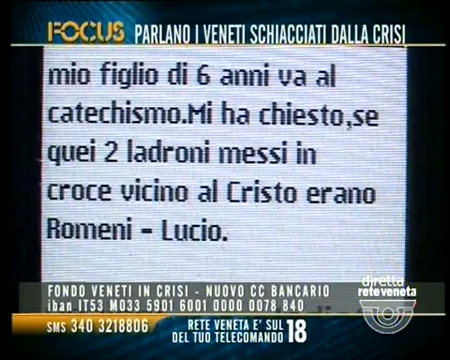 FOCUS PARLANO I VENETI SCHIACCIATI DALLA CRISI
mio figlio di 6 anni va al
catechismo.Mi ha chiesto,se
quei 2 ladroni messi in
croce vicino al Cristo erano
Romeni - Lucio.
diretta
reteveneta
FONDO VENETI IN CRISI - NUOVO CC BANCARIO
iban IT53 M033 5901 6001 0000 0078 840
SMS 340 3218806
RETE VENETA E' SUL
DEL TUO TELECOMANDO 18